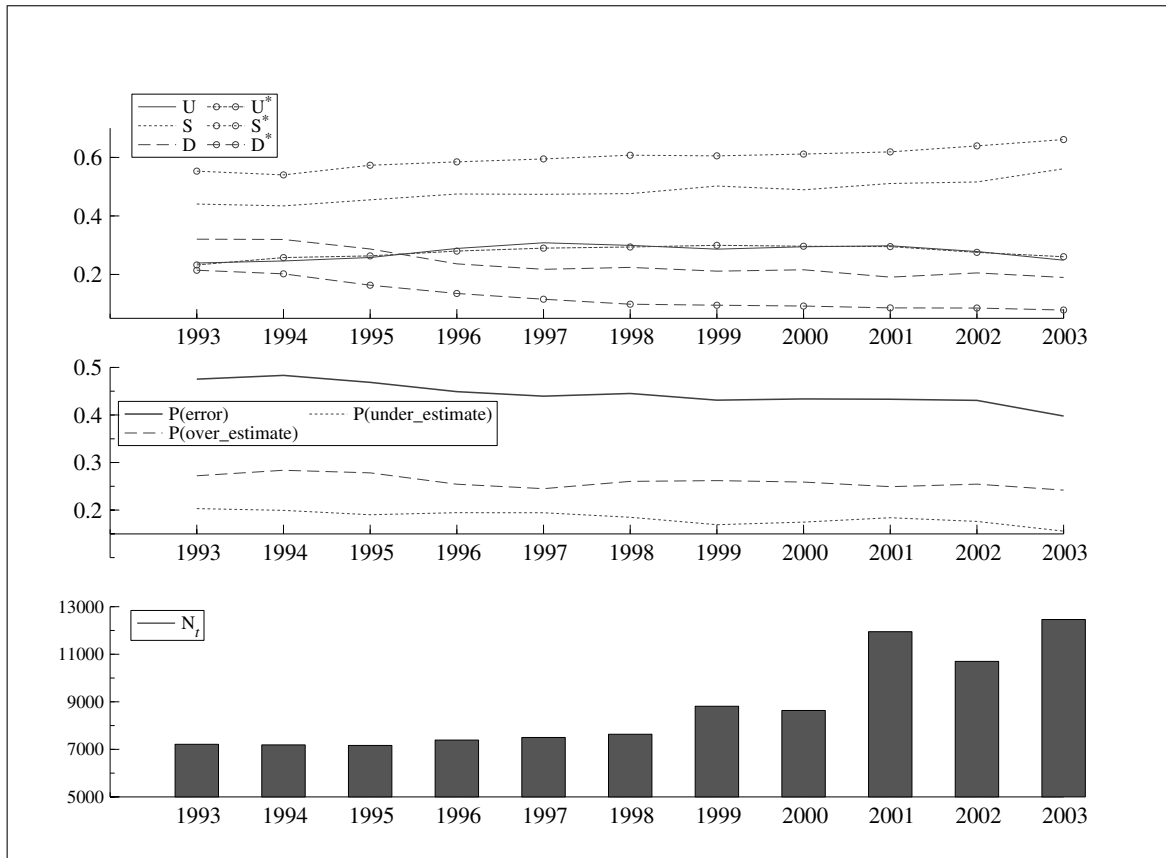 U U*
S S*
D D*
0.6
0.4
0.2
1993 1994 1995 1996 1997 1998 1999 2000 2001 2002 2003
0.5
P(error) P(under_estimate)
P(over_estimate)
0.4
0.3
0.2
1993 1994 1995 1996 1997 1998 1999 2000 2001 2002 2003
13000
N_t
11000
9000
7000
5000
1993 1994 1995 1996 1997 1998 1999 2000 2001 2002 2003